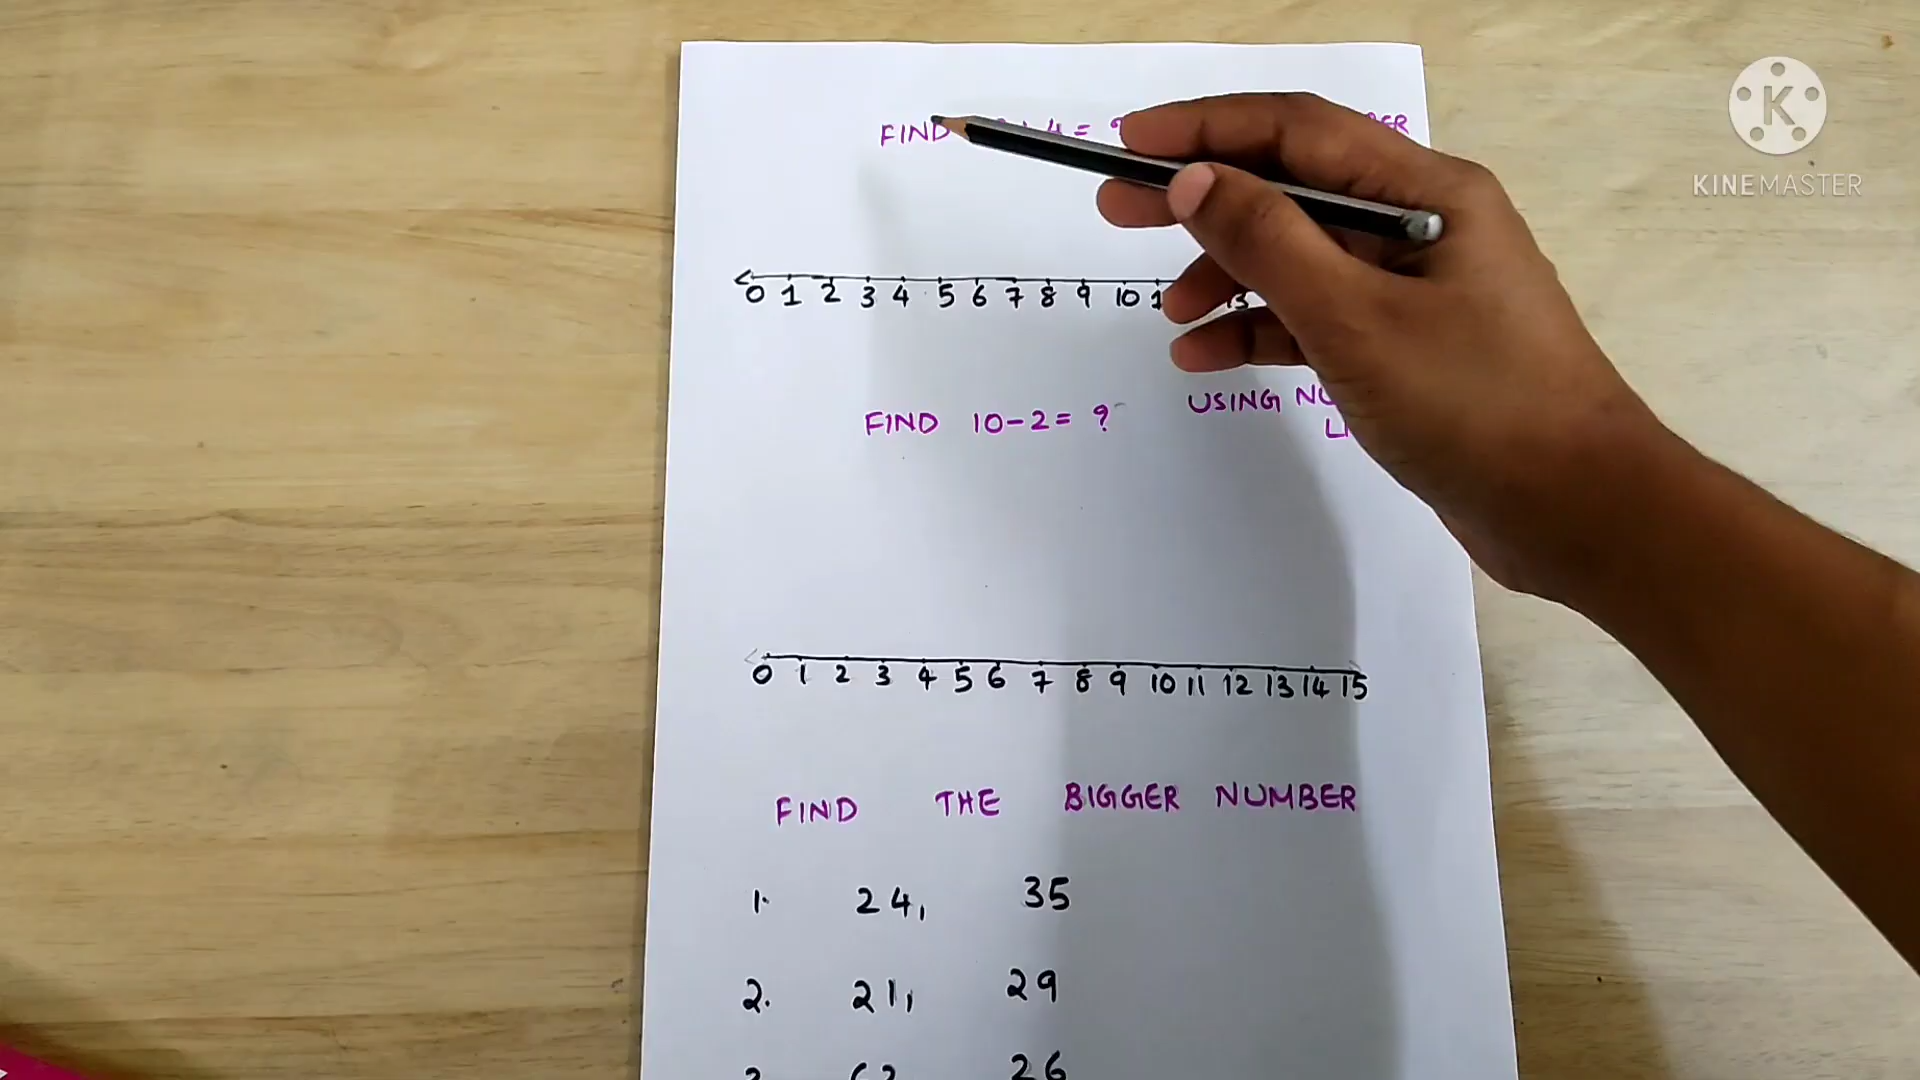 FIND + 4 = ?
0 1 2 3 4 5 6 7 8 9 10 13
FIND 10-2 = ? USING
0 1 2 3 4 5 6 7 8 9 10 11 12 13 14 15
FIND THE BIGGER NUMBER
1. 24, 35
2. 21, 29
26
KINEMASTER